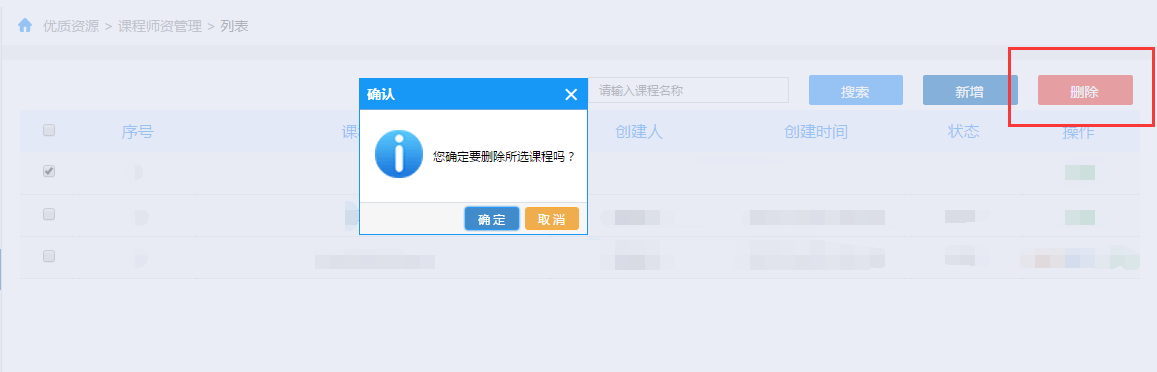 优质资源 > 课程师资管理 > 列表
确认
请输入课程名称
搜索
新增
删除
序号
课
创建人
创建时间
状态
操作
您确定要删除所选课程吗？
确定
取消